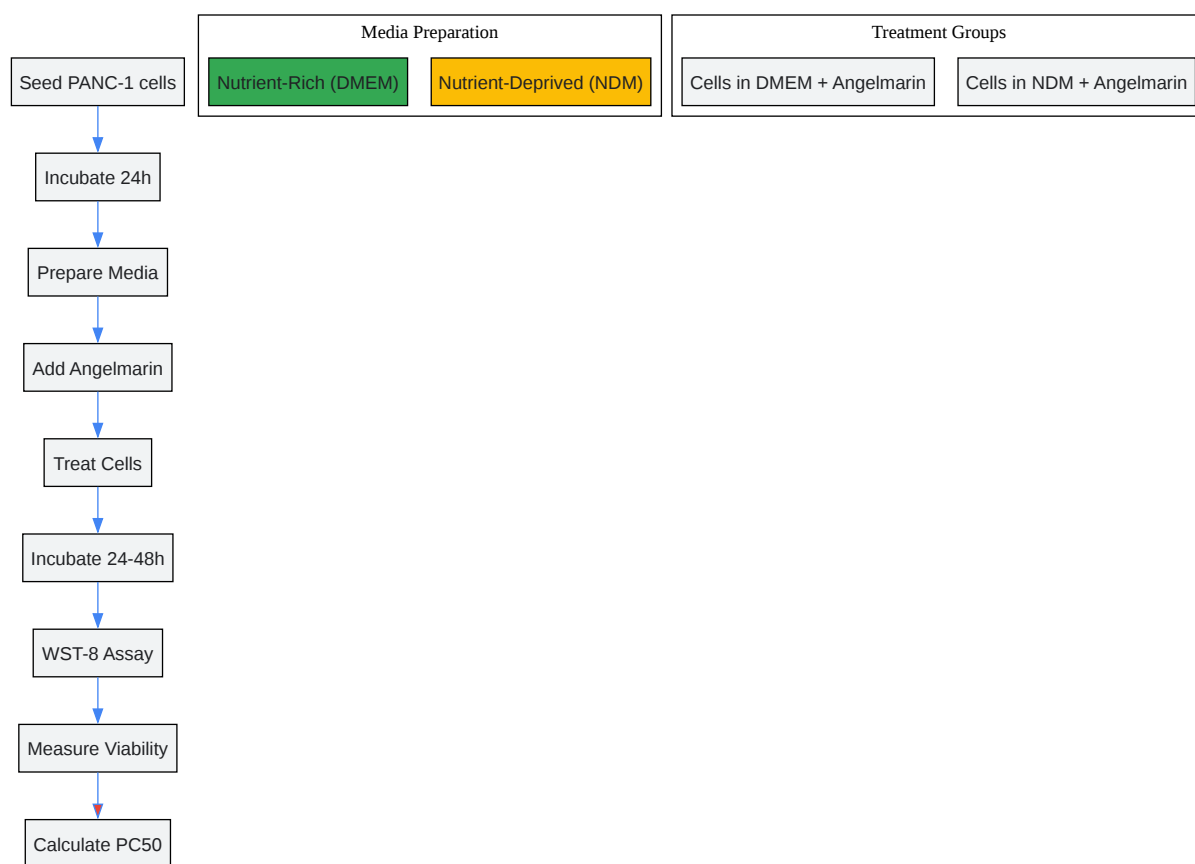 Media Preparation
Treatment Groups
Seed PANC-1 cells
Nutrient-Rich (DMEM)
Nutrient-Deprived (NDM)
Cells in DMEM + Angelmarin
Cells in NDM + Angelmarin
Incubate 24h
Prepare Media
Add Angelmarin
Treat Cells
Incubate 24-48h
WST-8 Assay
Measure Viability
Calculate PC50